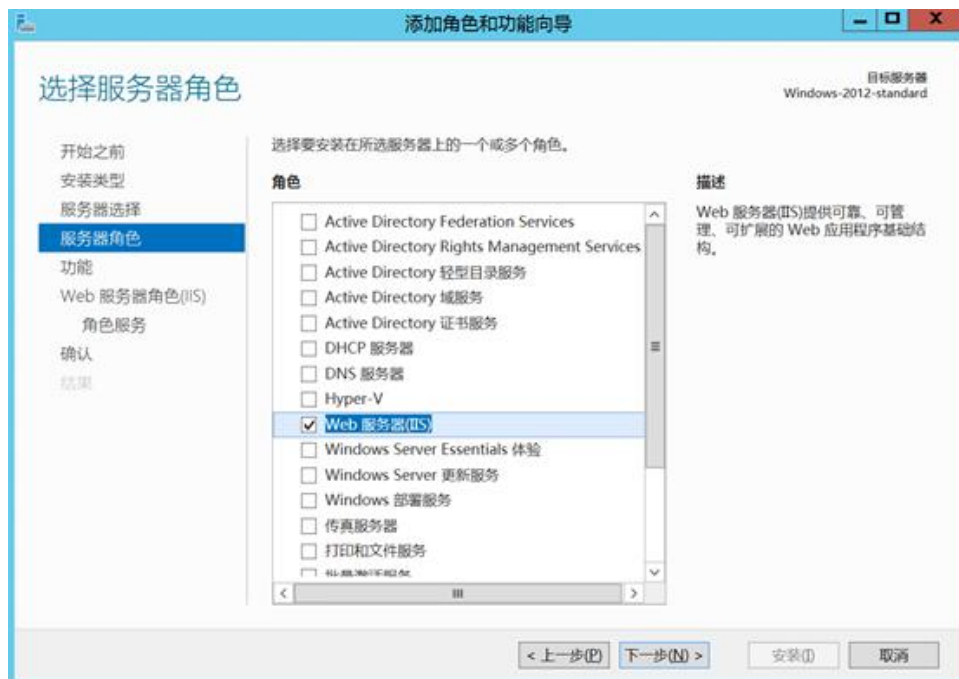 添加角色和功能向导
选择服务器角色
目标服务器
Windows-2012-standard
开始之前
安装类型
服务器选择
服务器角色
功能
Web 服务器角色(IIS)
角色服务
确认
结果
选择要安装在所选服务器上的一个或多个角色。
角色
Active Directory Federation Services
Active Directory Rights Management Services
Active Directory 轻型目录服务
Active Directory 域服务
Active Directory 证书服务
DHCP 服务器
DNS 服务器
Hyper-V
Web 服务器(IIS)
Windows Server Essentials 体验
Windows Server 更新服务
Windows 部署服务
传真服务器
打印和文件服务
描述
Web 服务器(IIS)提供可靠、可管
理、可扩展的 Web 应用程序基础结
构。
< 上一步(P)
下一步(N) >
安装(I)
取消